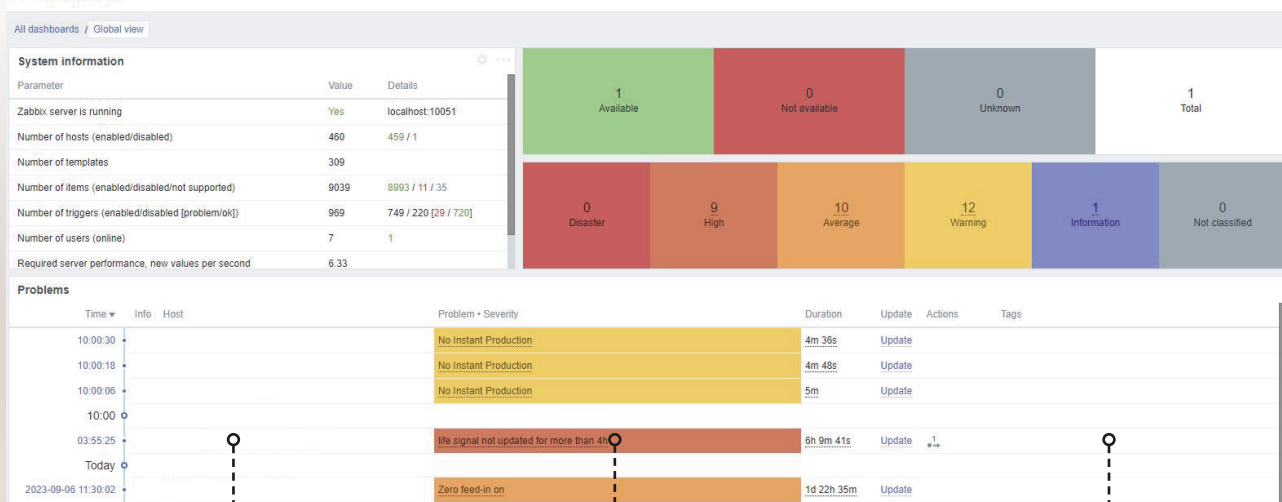 All dashboards / Global view
System information
Parameter Value Details
Zabbix server is running Yes localhost:10051
Number of hosts (enabled/disabled) 460 459 / 1
Number of templates 309
Number of items (enabled/disabled/not supported) 9039 8993 / 11 / 35
Number of triggers (enabled/disabled [problem/ok]) 969 749 / 220 [29 / 720]
Number of users (online) 7 1
Required server performance, new values per second 6.33
1 0 0 1
Available Not available Unknown Total
0 9 10 12 1 0
Disaster High Average Warning Information Not classified
Problems
Time Info Host Problem • Severity Duration Update Actions Tags
10:00:30 No Instant Production 4m 36s Update
10:00:18 No Instant Production 4m 48s Update
10:00:06 No Instant Production 5m Update
10:00
03:55:25 life signal not updated for more than 4h 6h 9m 41s Update 1
Today
2023-09-06 11:30:02 Zero feed-in on 1d 22h 35m Update